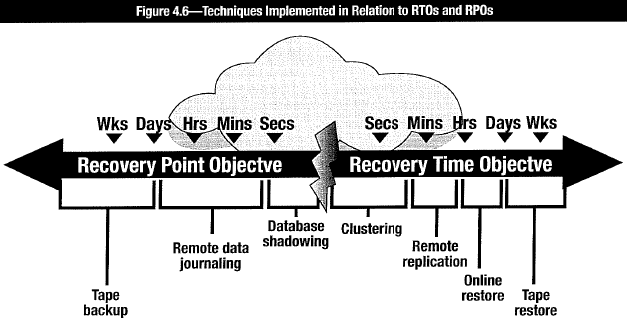 Figure 4.6—Techniques Implemented in Relation to RTOs and RPOs
Wks Days Hrs Mins Secs Secs Mins Hrs Days Wks
Recovery Point Objectve Recovery Time Objectve
Database
shadowing
Clustering
Remote data
journaling
Remote
replication
Online
restore
Tape
backup
Tape
restore